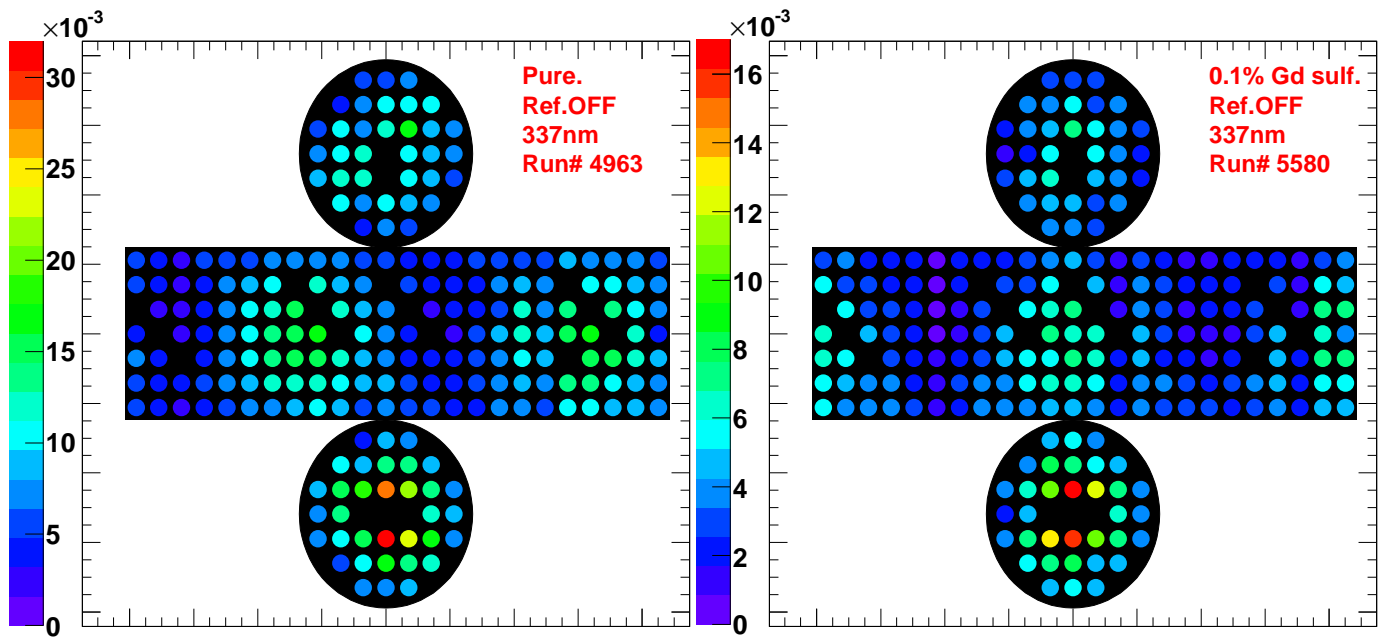 ×10⁻³
30
25
20
15
10
5
0
Pure.
Ref.OFF
337nm
Run# 4963
×10⁻³
16
14
12
10
8
6
4
2
0
0.1% Gd sulf.
Ref.OFF
337nm
Run# 5580